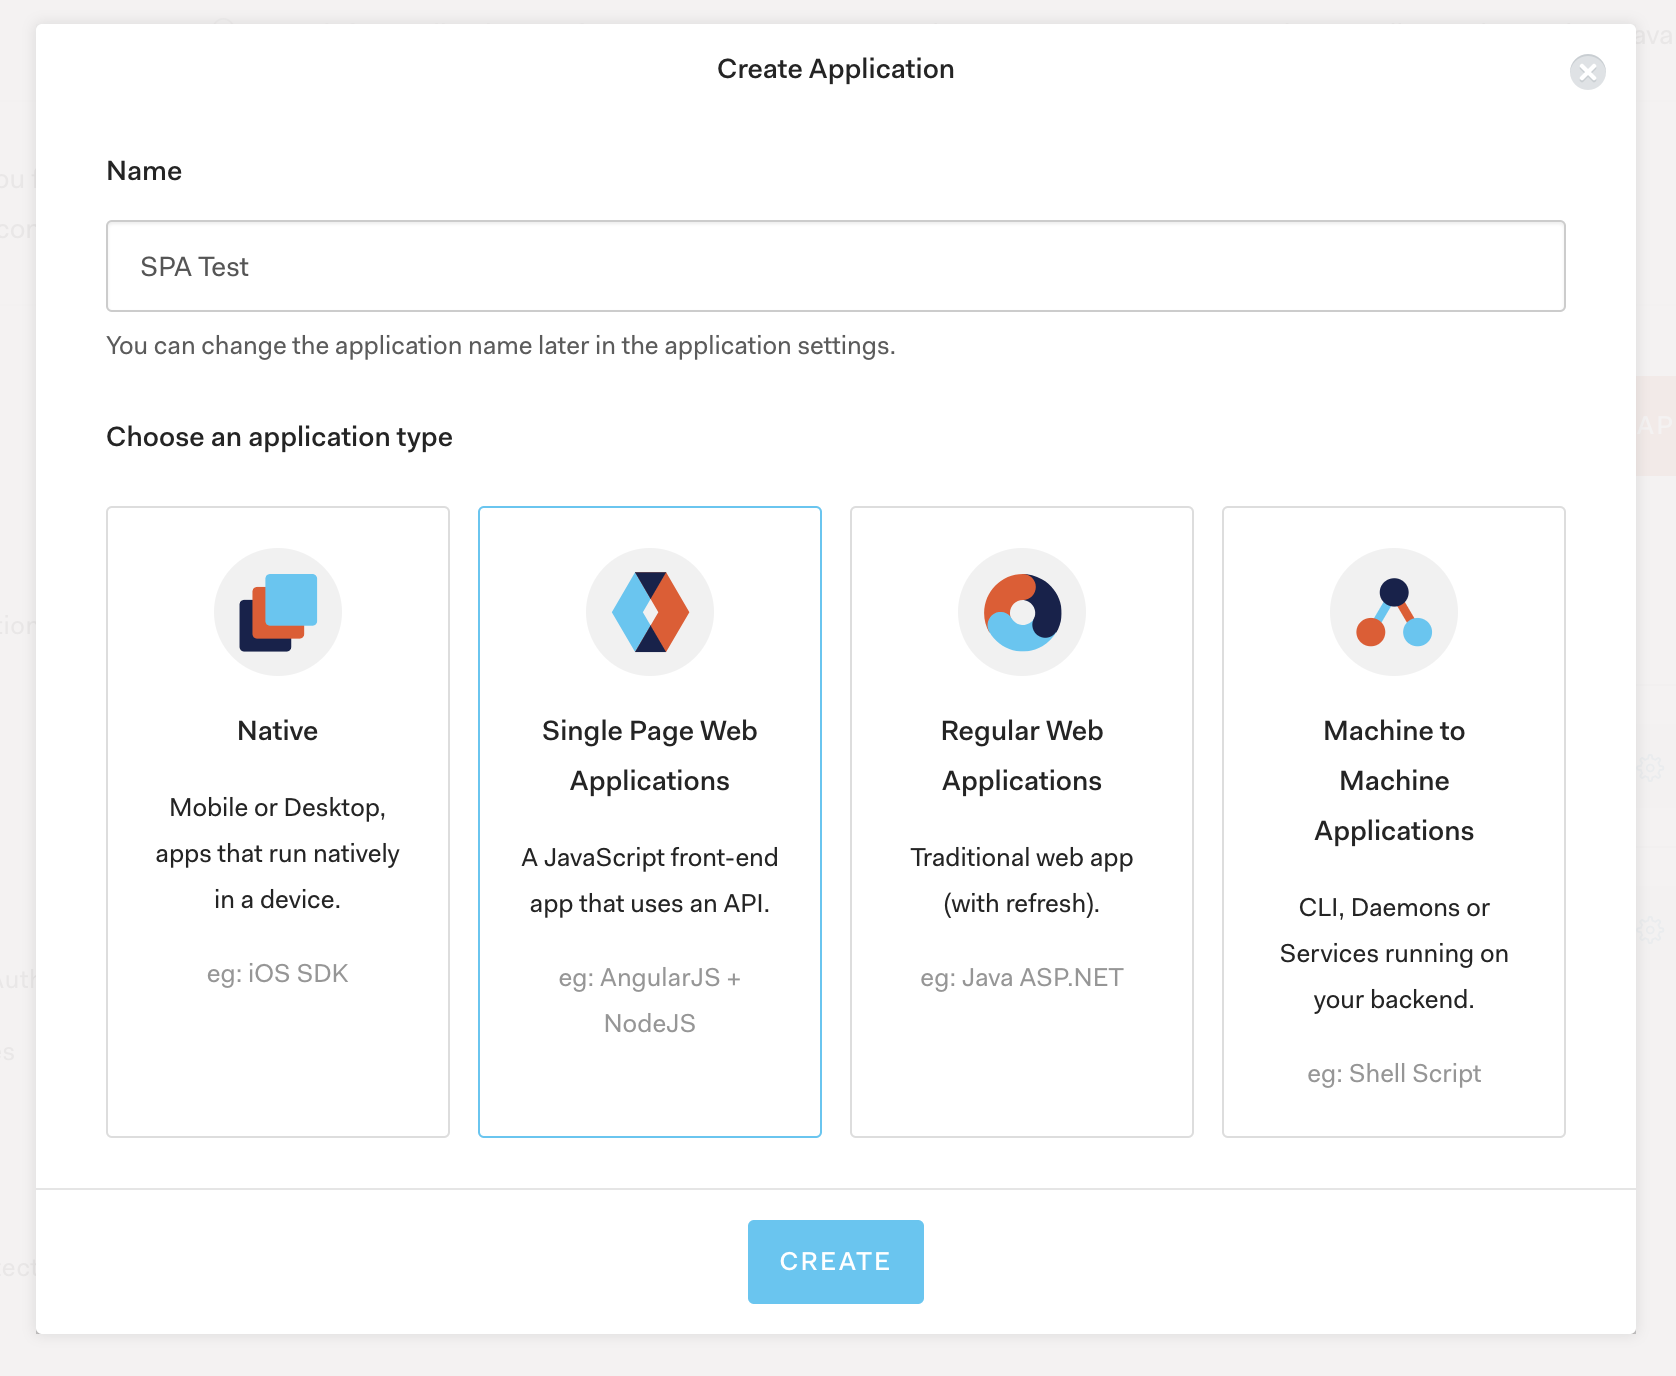 Create Application
Name
SPA Test
You can change the application name later in the application settings.
Choose an application type
Native
Mobile or Desktop,
apps that run natively
in a device.
eg: iOS SDK
Single Page Web
Applications
A JavaScript front-end
app that uses an API.
eg: AngularJS +
NodeJS
Regular Web
Applications
Traditional web app
(with refresh).
eg: Java ASP.NET
Machine to
Machine
Applications
CLI, Daemons or
Services running on
your backend.
eg: Shell Script
CREATE